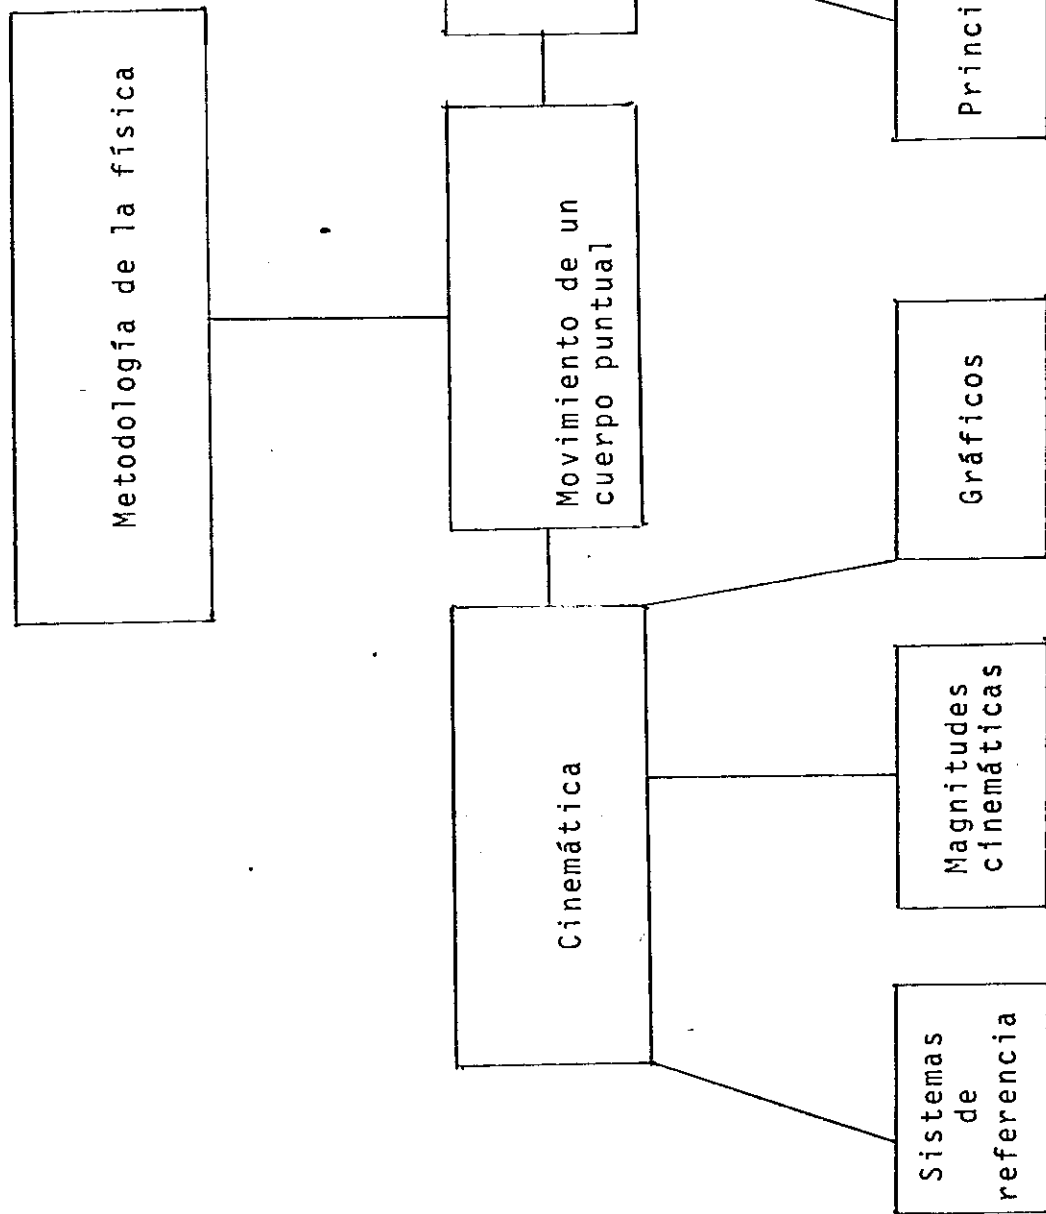 Metodología de la física
Movimiento de un
cuerpo puntual
Cinemática
Sistemas
de
referencia
Magnitudes
cinemáticas
Gráficos
Princi